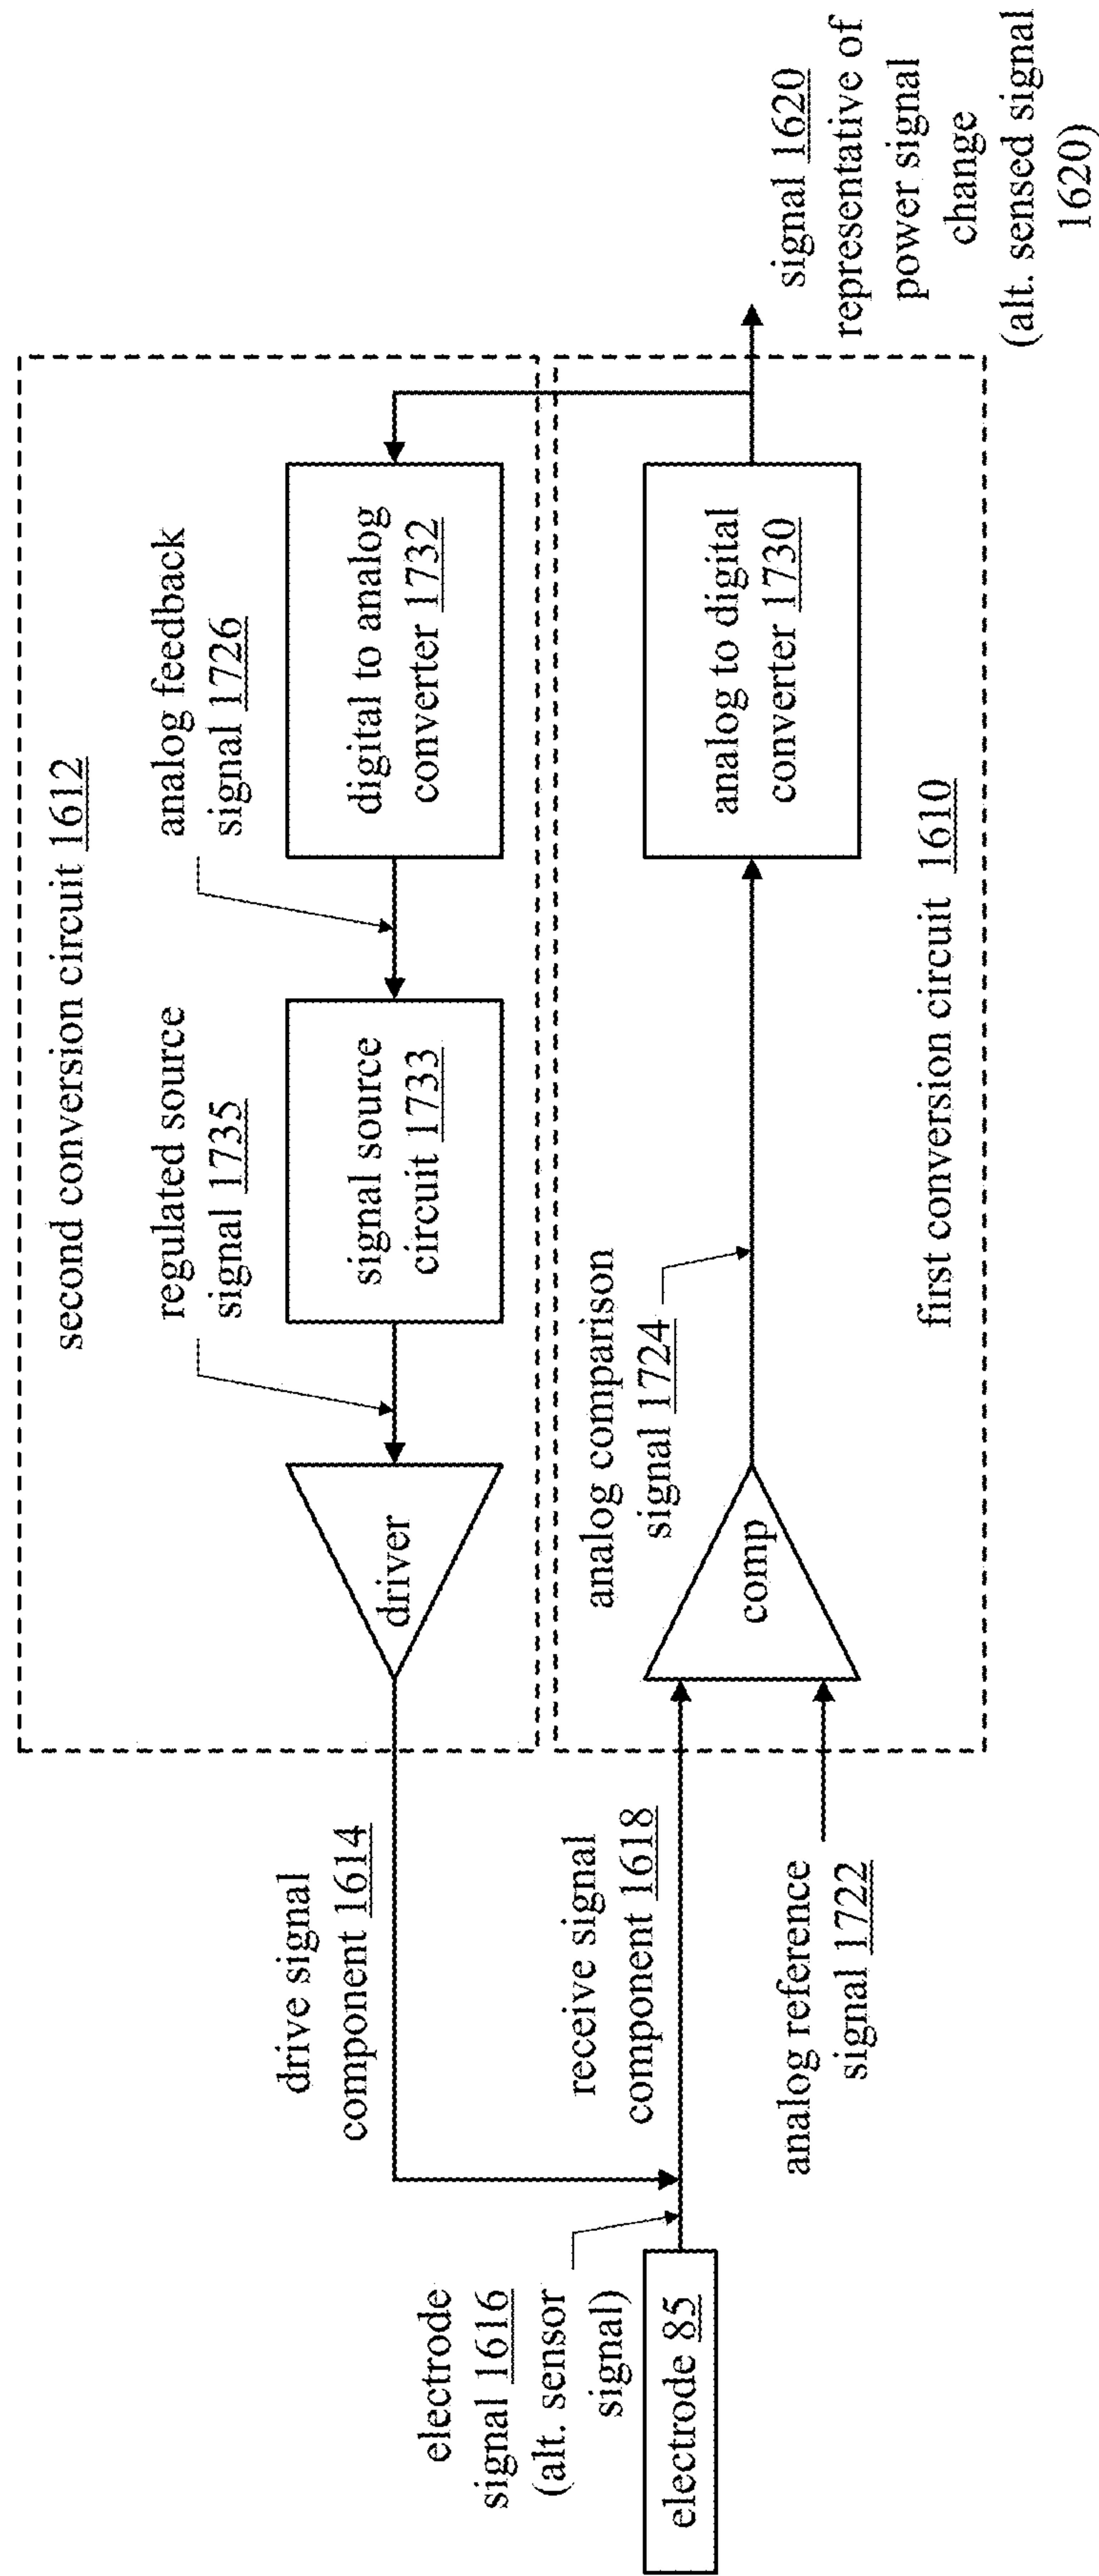 second conversion circuit 1612
regulated source
signal 1735
analog feedback
signal 1726
driver
signal source
circuit 1733
digital to analog
converter 1732
drive signal
component 1614
electrode
signal 1616
(alt. sensor
signal)
electrode 85
receive signal
component 1618
analog reference
signal 1722
analog comparison
signal 1724
comp
analog to digital
converter 1730
first conversion circuit 1610
signal 1620
representative of
power signal
change
(alt. sensed signal
1620)